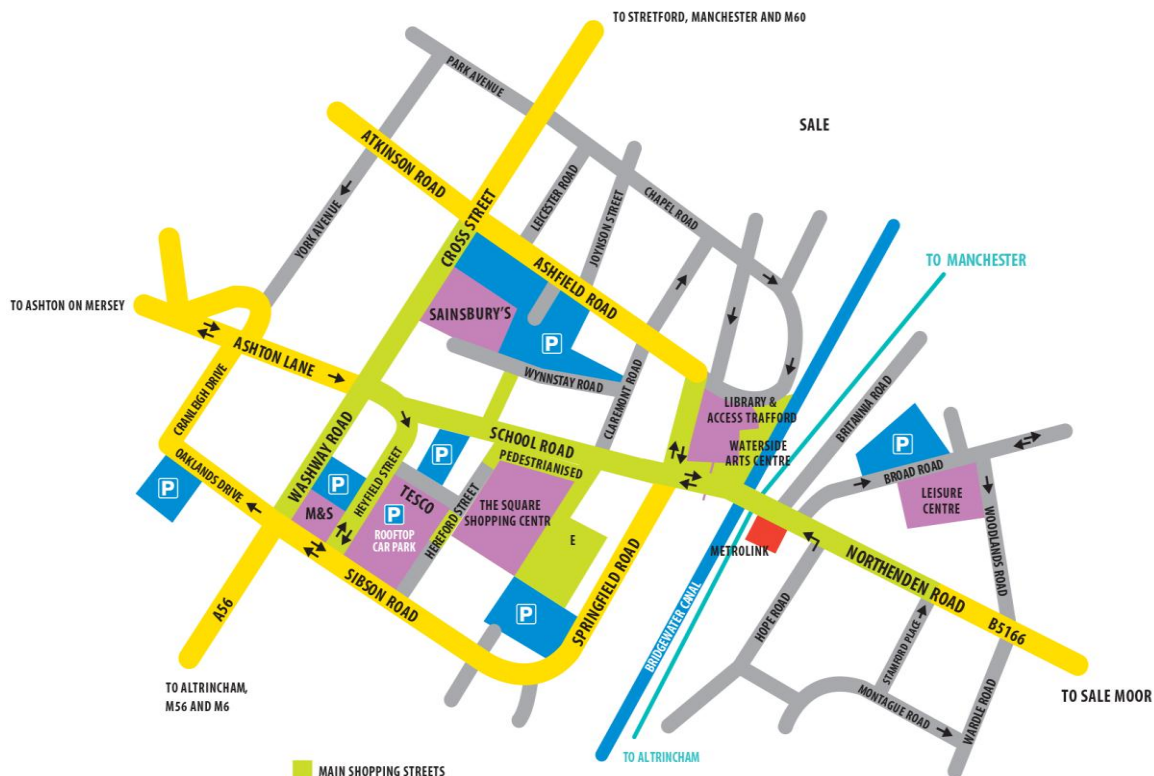 TO STRETFORD, MANCHESTER AND M60
PARK AVENUE
SALE
ATKINSON ROAD
CROSS STREET
LEICESTER ROAD
JOYNSON STREET
CHAPEL ROAD
YORK AVENUE
ASHFIELD ROAD
TO MANCHESTER
TO ASHTON ON MERSEY
SAINSBURY'S
P
ASHTON LANE
WYNNSTAY ROAD
CLAREMONT ROAD
LIBRARY &
ACCESS TRAFFORD
WATERSIDE
ARTS CENTRE
BRITANNIA ROAD
CRANLEIGH DRIVE
WASHWAY ROAD
SCHOOL ROAD
PEDESTRIANISED
P
BROAD ROAD
LEISURE
CENTRE
WOODLANDS ROAD
OAKLANDS DRIVE
P
P
P
HEYFIELD STREET
TESCO
P
ROOFTOP
CAR PARK
M&S
HEREFORD STREET
THE SQUARE
SHOPPING CENTR
E
METROLINK
NORTHENDEN ROAD
B5166
SIBSON ROAD
A56
P
SPRINGFIELD ROAD
BRIDGEWATER CANAL
HOPE ROAD
STAMFORD PLACE
MONTAGUE ROAD
WARDLE ROAD
TO SALE MOOR
TO ALTRINCHAM,
M56 AND M6
TO ALTRINCHAM
MAIN SHOPPING STREETS